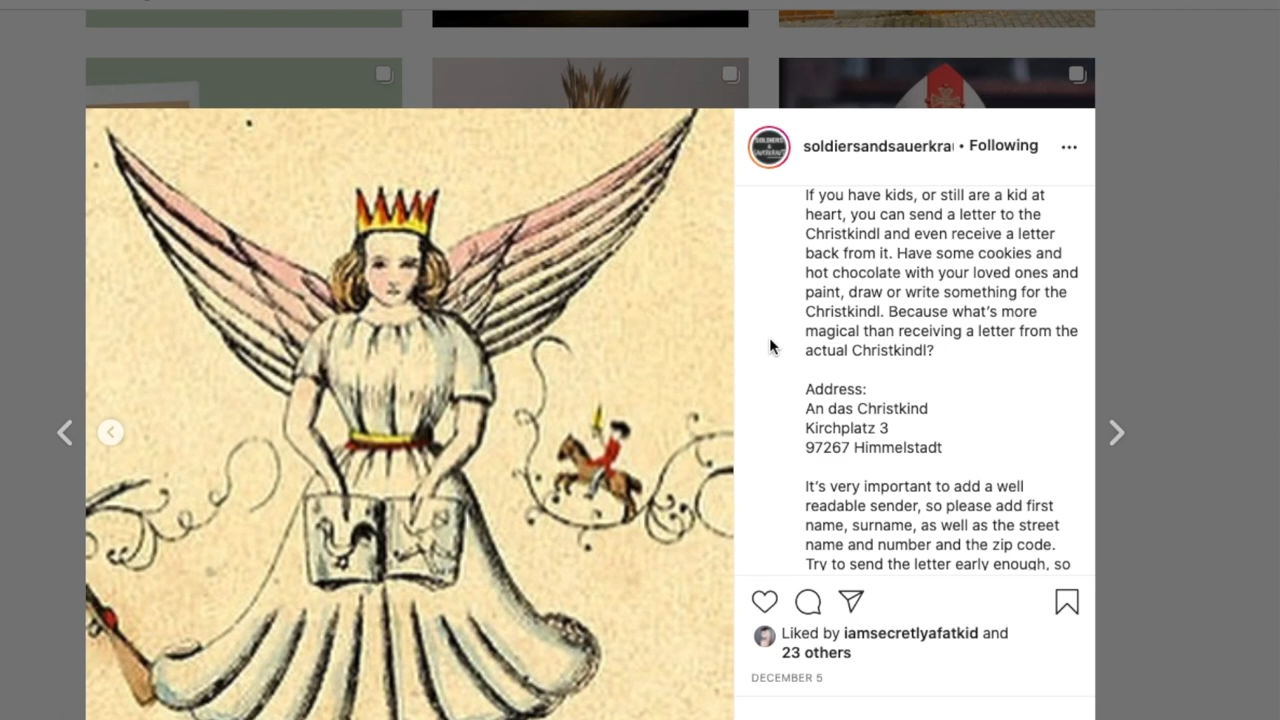 soldiersandsauerkra • Following
If you have kids, or still are a kid at
heart, you can send a letter to the
Christkindl and even receive a letter
back from it. Have some cookies and
hot chocolate with your loved ones and
paint, draw or write something for the
Christkindl. Because what’s more
magical than receiving a letter from the
actual Christkindl?
Address:
An das Christkind
Kirchplatz 3
97267 Himmelstadt
It’s very important to add a well
readable sender, so please add first
name, surname, as well as the street
name and number and the zip code.
Try to send the letter early enough, so
Liked by iamsecretlyafatkid and
23 others
DECEMBER 5